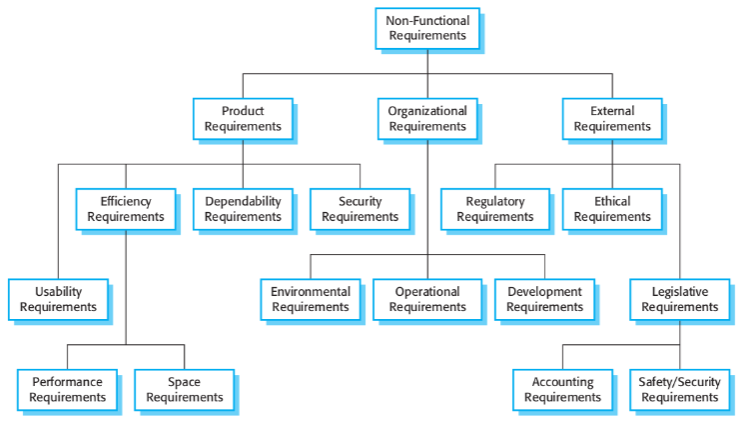 Non-Functional
Requirements
Product
Requirements
Organizational
Requirements
External
Requirements
Efficiency
Requirements
Dependability
Requirements
Security
Requirements
Regulatory
Requirements
Ethical
Requirements
Usability
Requirements
Environmental
Requirements
Operational
Requirements
Development
Requirements
Legislative
Requirements
Performance
Requirements
Space
Requirements
Accounting
Requirements
Safety/Security
Requirements